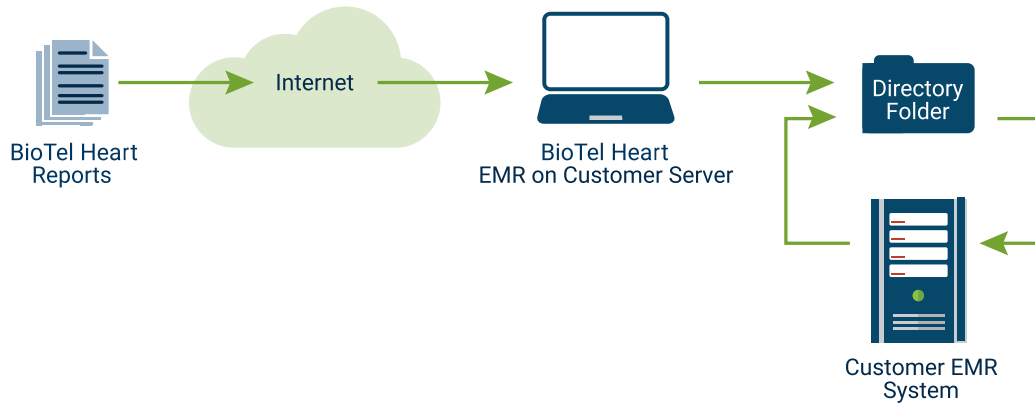 Internet
Directory
Folder
BioTel Heart
Reports
BioTel Heart
EMR on Customer Server
Customer EMR
System